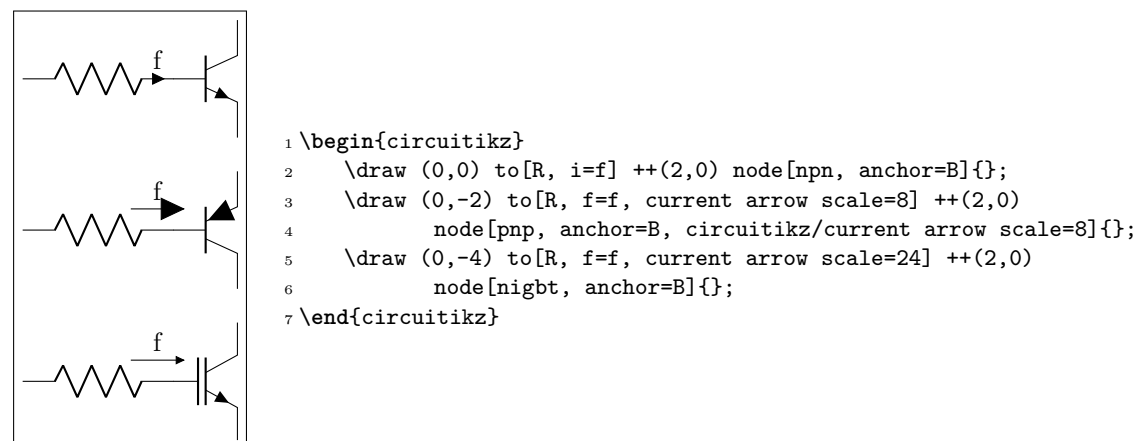 f
f
f
1 \begin{circuitikz}
2 \draw (0,0) to[R, i=f] ++(2,0) node[npn, anchor=B]{};
3 \draw (0,-2) to[R, f=f, current arrow scale=8] ++(2,0)
4 node[pnp, anchor=B, circuitikz/current arrow scale=8]{};
5 \draw (0,-4) to[R, f=f, current arrow scale=24] ++(2,0)
6 node[nigbt, anchor=B]{};
7 \end{circuitikz}